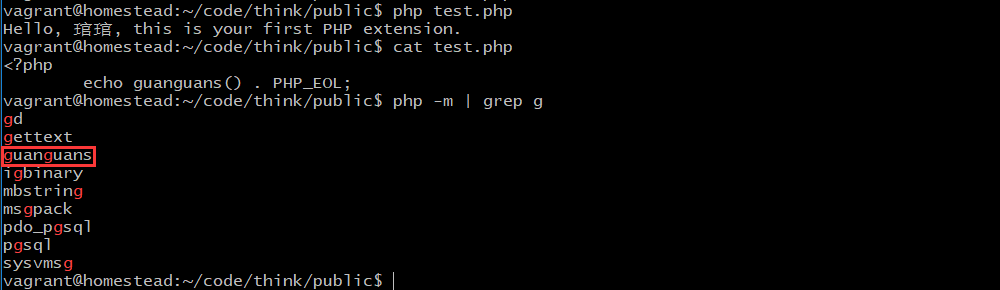 vagrant@homestead:~/code/think/public$ php test.php
Hello, 琯琯, this is your first PHP extension.
vagrant@homestead:~/code/think/public$ cat test.php
<?php
        echo guanguans() . PHP_EOL;
vagrant@homestead:~/code/think/public$ php -m | grep g
gd
gettext
guanguans
igbinary
mbstring
msgpack
pdo_pgsql
pgsql
sysvmsg
vagrant@homestead:~/code/think/public$